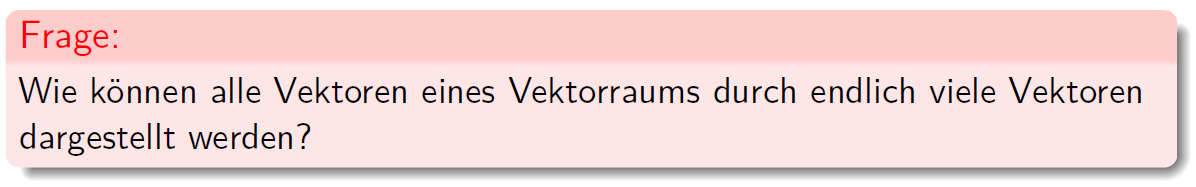 Frage:
Wie können alle Vektoren eines Vektorraums durch endlich viele Vektoren
dargestellt werden?